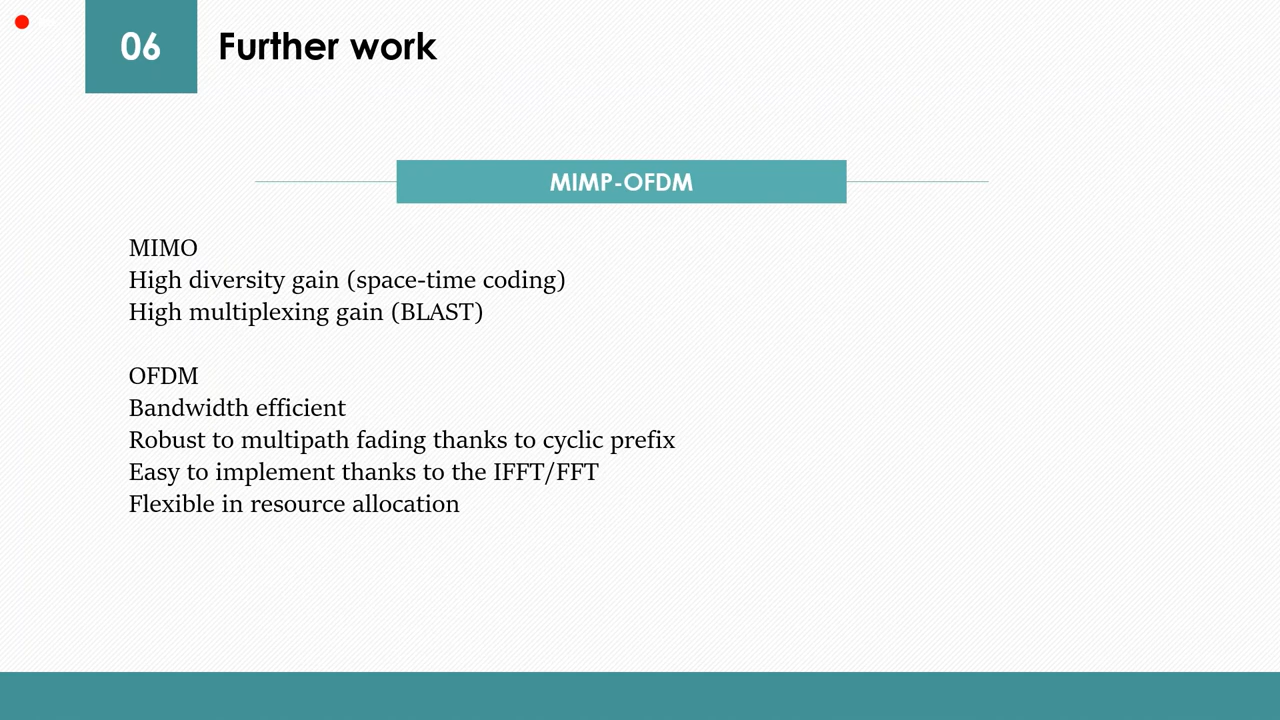 06
Further work
MIMP-OFDM
MIMO
High diversity gain (space-time coding)
High multiplexing gain (BLAST)
OFDM
Bandwidth efficient
Robust to multipath fading thanks to cyclic prefix
Easy to implement thanks to the IFFT/FFT
Flexible in resource allocation